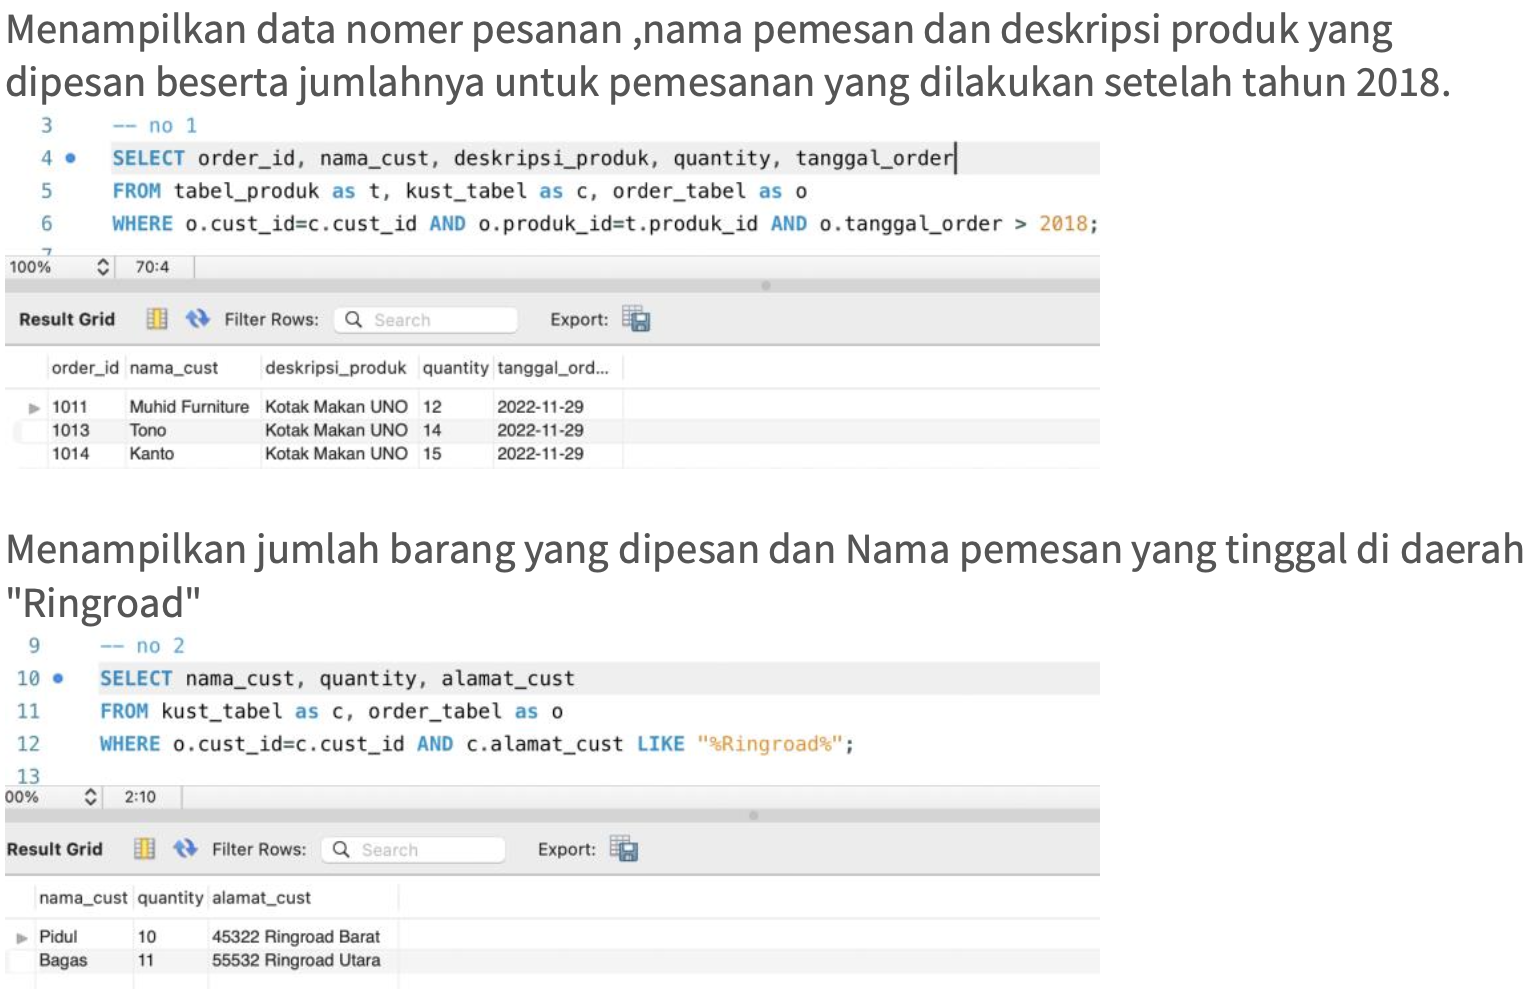 Menampilkan data nomer pesanan ,nama pemesan dan deskripsi produk yang
dipesan beserta jumlahnya untuk pemesanan yang dilakukan setelah tahun 2018.
3 -- no 1
4 SELECT order_id, nama_cust, deskripsi_produk, quantity, tanggal_order
5 FROM tabel_produk as t, kust_tabel as c, order_tabel as o
6 WHERE o.cust_id=c.cust_id AND o.produk_id=t.produk_id AND o.tanggal_order > 2018;
7
100% 70:4
Result Grid Filter Rows: Search Export:
order_id nama_cust deskripsi_produk quantity tanggal_ord...
1011 Muhid Furniture Kotak Makan UNO 12 2022-11-29
1013 Tono Kotak Makan UNO 14 2022-11-29
1014 Kanto Kotak Makan UNO 15 2022-11-29
Menampilkan jumlah barang yang dipesan dan Nama pemesan yang tinggal di daerah
"Ringroad"
9 -- no 2
10 SELECT nama_cust, quantity, alamat_cust
11 FROM kust_tabel as c, order_tabel as o
12 WHERE o.cust_id=c.cust_id AND c.alamat_cust LIKE "%Ringroad%";
13
00% 2:10
Result Grid Filter Rows: Search Export:
nama_cust quantity alamat_cust
Pidul 10 45322 Ringroad Barat
Bagas 11 55532 Ringroad Utara